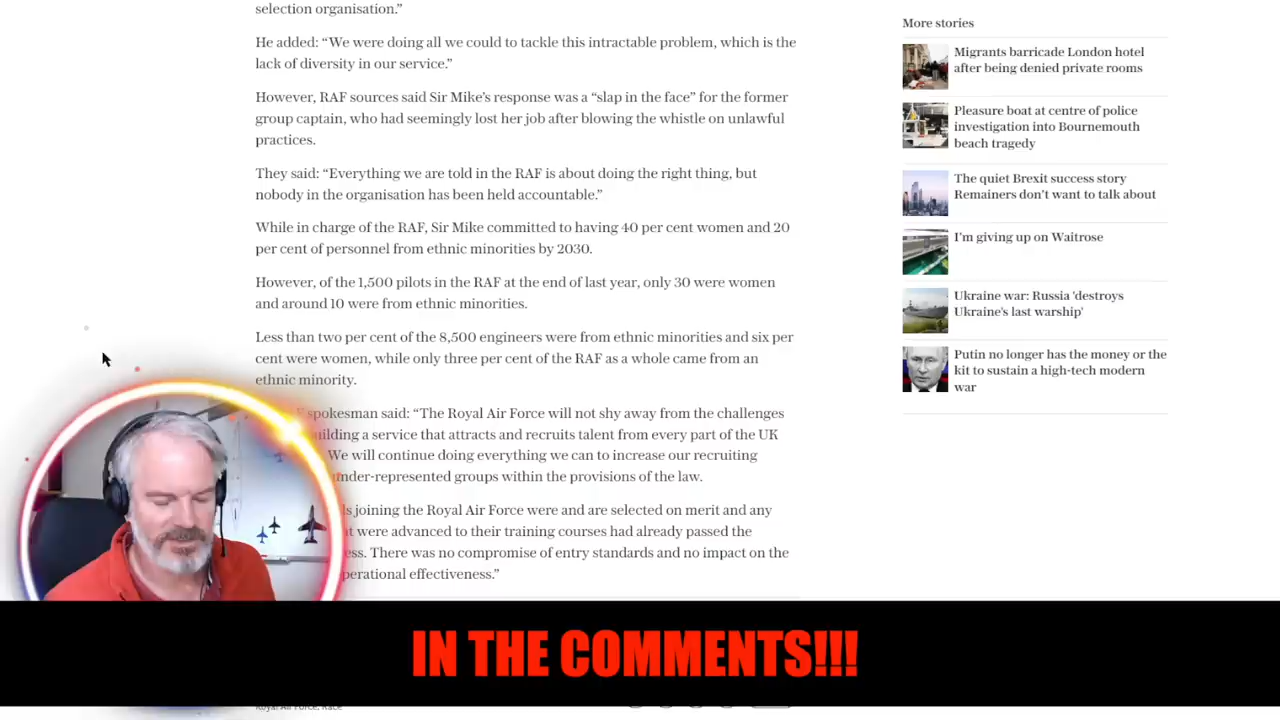 selection organisation.”
He added: “We were doing all we could to tackle this intractable problem, which is the
lack of diversity in our service.”
However, RAF sources said Sir Mike’s response was a “slap in the face” for the former
group captain, who had seemingly lost her job after blowing the whistle on unlawful
practices.
They said: “Everything we are told in the RAF is about doing the right thing, but
nobody in the organisation has been held accountable.”
While in charge of the RAF, Sir Mike committed to having 40 per cent women and 20
per cent of personnel from ethnic minorities by 2030.
However, of the 1,500 pilots in the RAF at the end of last year, only 30 were women
and around 10 were from ethnic minorities.
Less than two per cent of the 8,500 engineers were from ethnic minorities and six per
cent were women, while only three per cent of the RAF as a whole came from an
ethnic minority.
spokesman said: “The Royal Air Force will not shy away from the challenges
uilding a service that attracts and recruits talent from every part of the UK
We will continue doing everything we can to increase our recruiting
under-represented groups within the provisions of the law.
s joining the Royal Air Force were and are selected on merit and any
t were advanced to their training courses had already passed the
ess. There was no compromise of entry standards and no impact on the
perational effectiveness.”
More stories
Migrants barricade London hotel
after being denied private rooms
Pleasure boat at centre of police
investigation into Bournemouth
beach tragedy
The quiet Brexit success story
Remainers don’t want to talk about
I’m giving up on Waitrose
Ukraine war: Russia 'destroys
Ukraine’s last warship'
Putin no longer has the money or the
kit to sustain a high-tech modern
war
IN THE COMMENTS!!!
Royal Air Force, Race